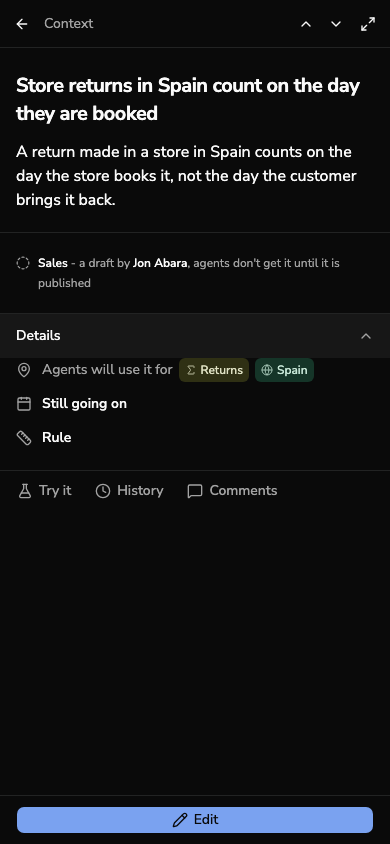 Context
Store returns in Spain count on the day
they are booked
A return made in a store in Spain counts on the
day the store books it, not the day the customer
brings it back.
Sales - a draft by Jon Abara, agents don't get it until it is
published
Details
Agents will use it for Returns Spain
Still going on
Rule
Try it History Comments
Edit